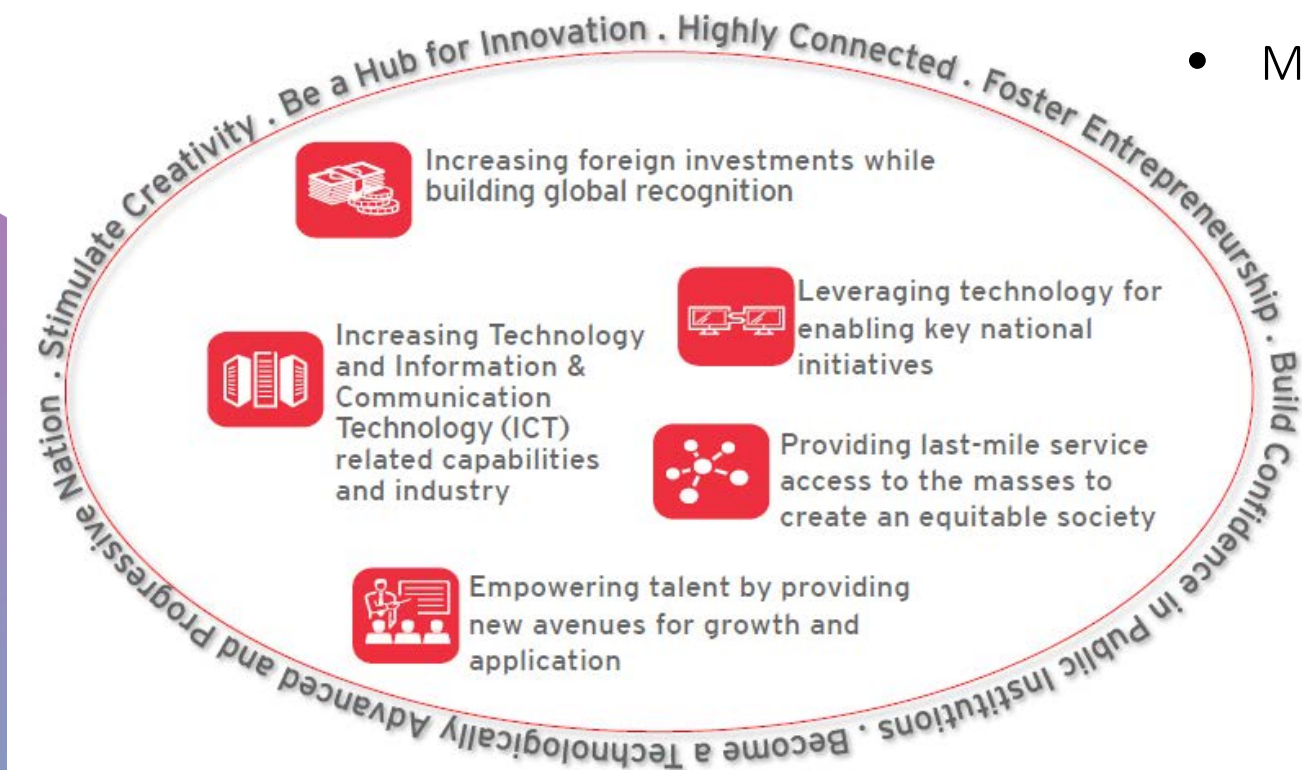 Stimulate Creativity . Be a Hub for Innovation . Highly Connected . Foster Entrepreneurship . Build Confidence in Public Institutions . Become a Technologically Advanced and Progressive Nation .
• M
Increasing foreign investments while
building global recognition
Leveraging technology for
enabling key national
initiatives
Increasing Technology
and Information &
Communication
Technology (ICT)
related capabilities
and industry
Providing last-mile service
access to the masses to
create an equitable society
Empowering talent by providing
new avenues for growth and
application